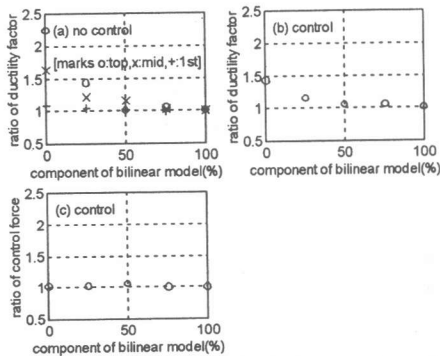 ratio of ductility factor
2.5
2
1.5
1
0.5
(a) no control
[marks o:top,x:mid,+:1st]
0
50
100
component of bilinear model(%)
ratio of ductility factor
2.5
2
1.5
1
0.5
(b) control
0
50
100
component of bilinear model(%)
ratio of control force
2.5
2
1.5
1
0.5
(c) control
0
50
100
component of bilinear model(%)